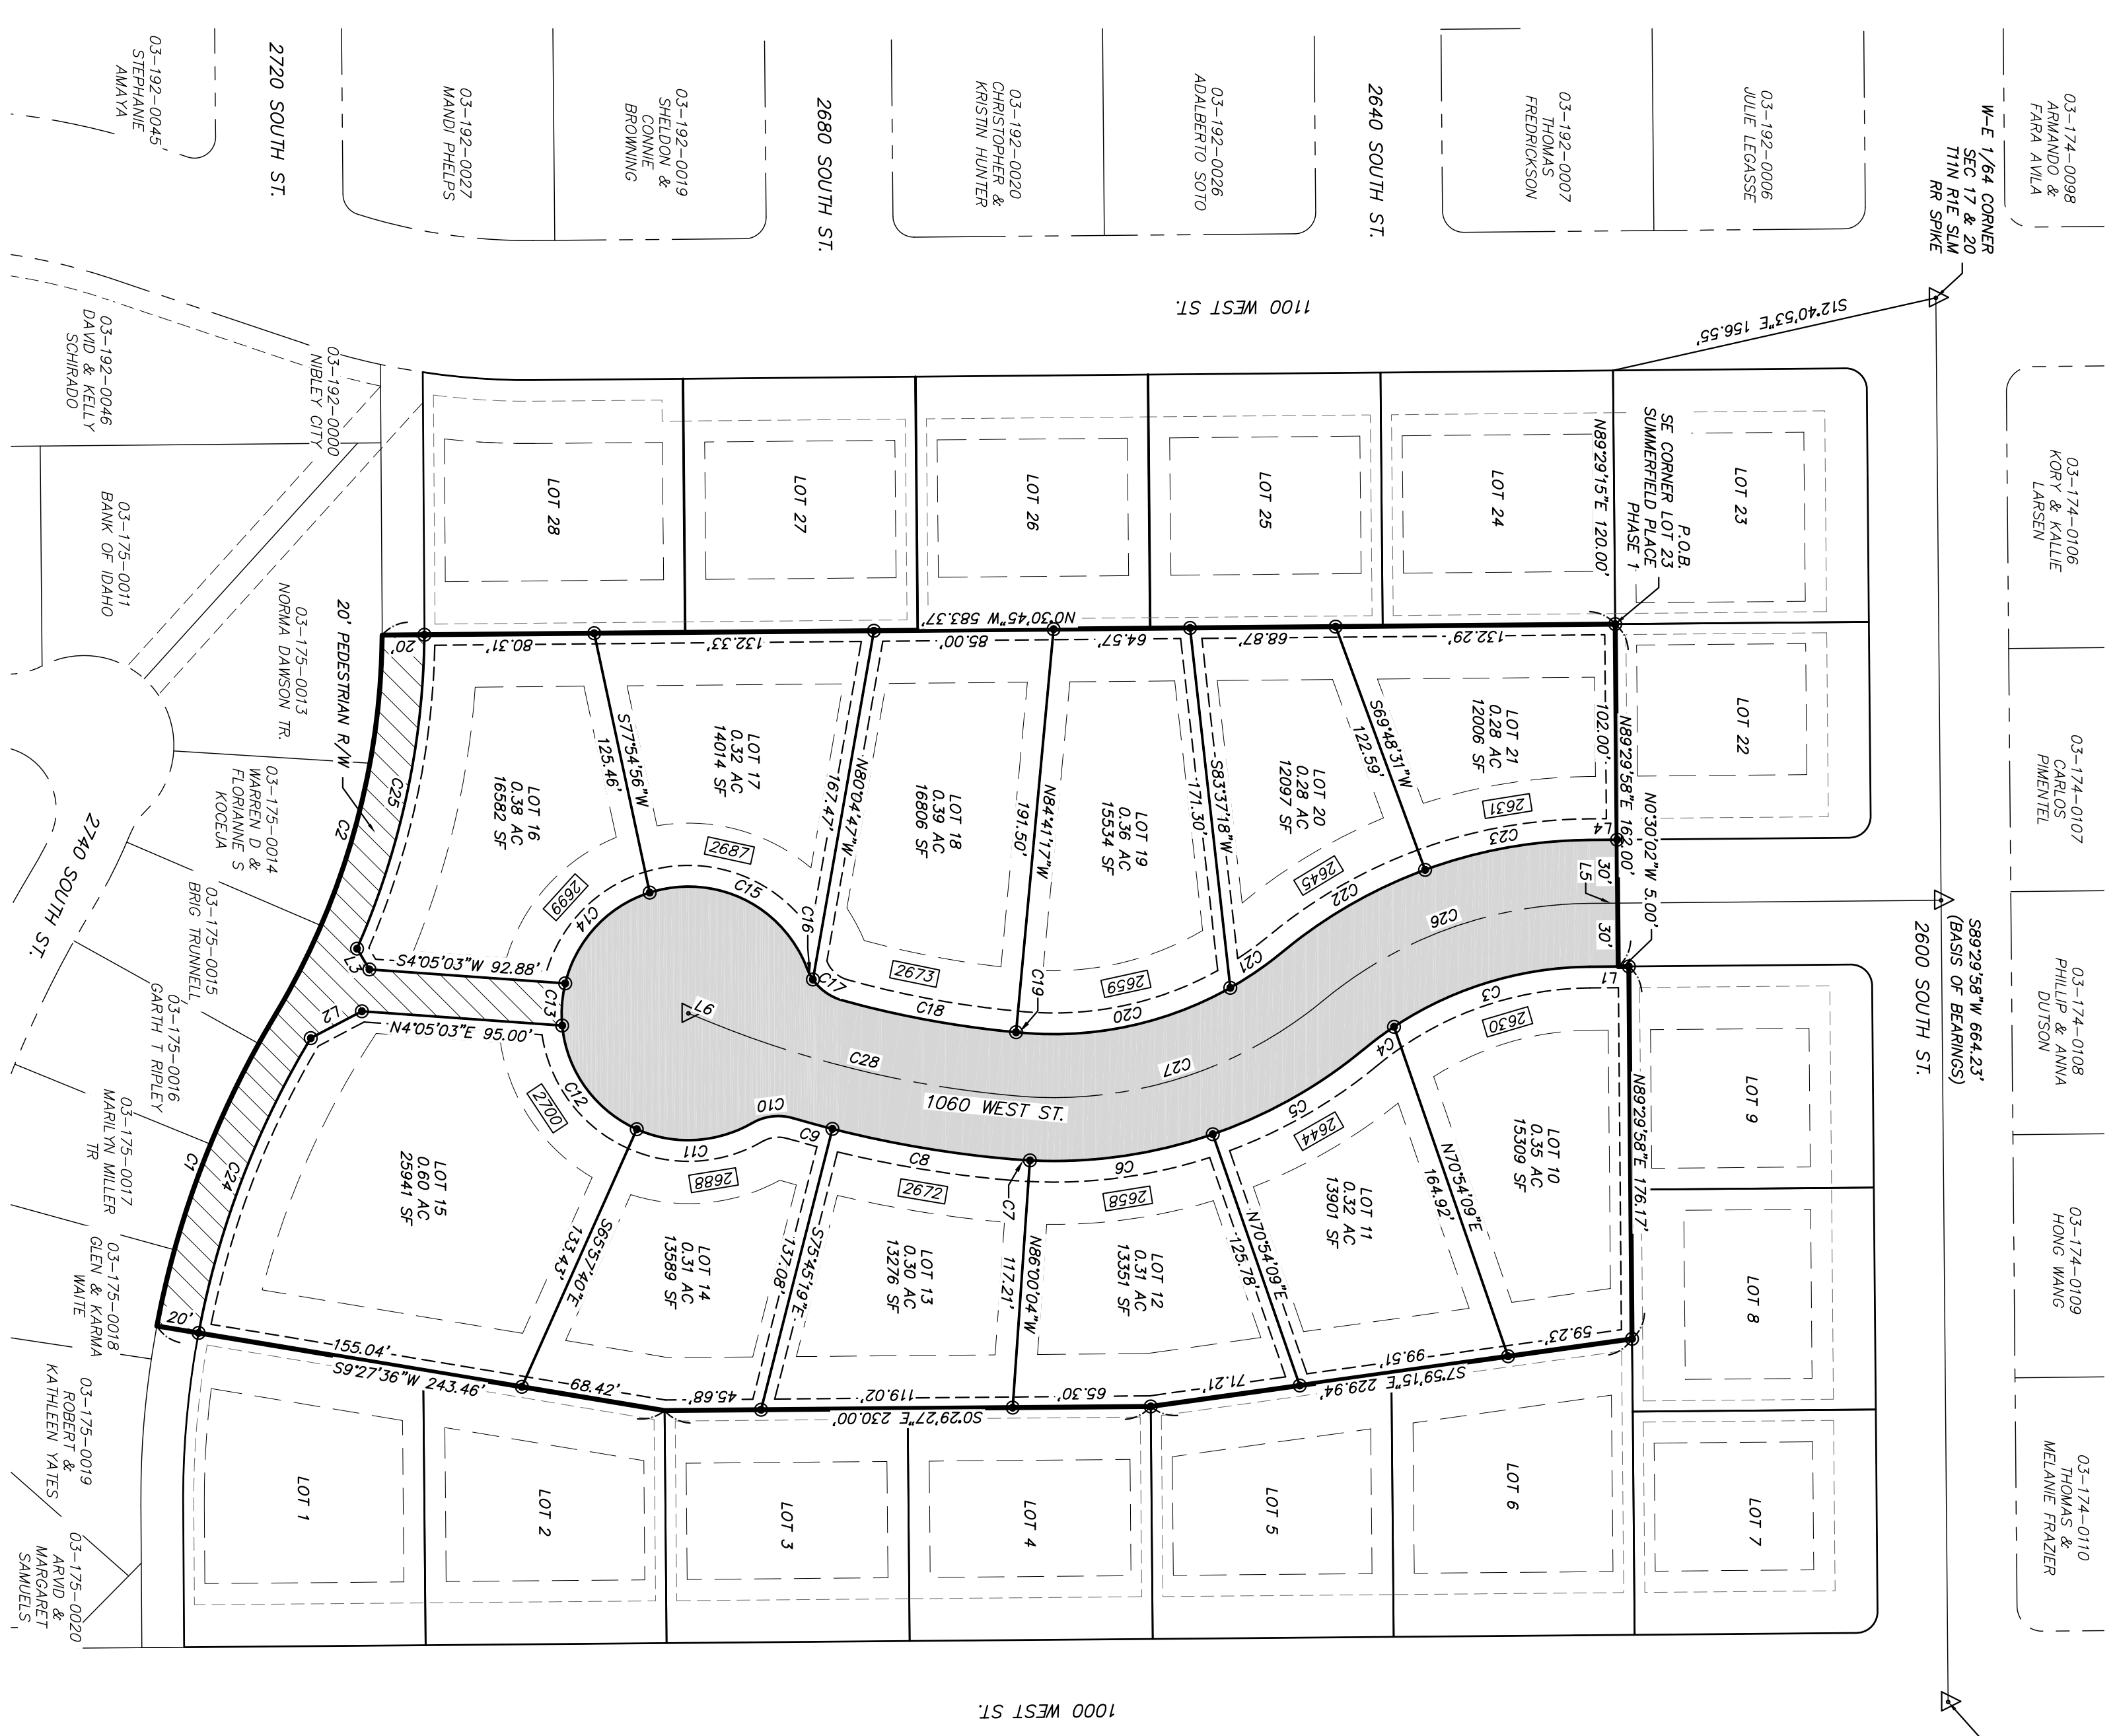 03-174-0098
ARMANDO &
FARA AVILA
03-174-0106
KORY & KALLIE
LARSEN
03-174-0107
CARLOS
PIMENTEL
03-174-0108
PHILLIP & ANNA
DUTSON
03-174-0109
HONG WANG
03-174-0110
THOMAS &
MELANIE FRAZIER
W-E 1/64 CORNER
SEC 17 & 20
T11N R1E SLM
RR SPIKE
S89°29'58"W 664.23'
(BASIS OF BEARINGS)
2600 SOUTH ST.
S12°40'53"E 156.55'
03-192-0006
JULIE LEGASSE
03-192-0007
THOMAS
FREDRICKSON
2640 SOUTH ST.
03-192-0026
ADALBERTO SOTO
03-192-0020
CHRISTOPHER &
KRISTIN HUNTER
2680 SOUTH ST.
03-192-0019
SHELDON &
CONNIE
BROWNING
03-192-0027
MANDI PHELPS
2720 SOUTH ST.
03-192-0045
STEPHANIE
AMAYA
1100 WEST ST.
LOT 23
LOT 22
LOT 9
LOT 8
LOT 7
P.O.B.
SE CORNER LOT 23
SUMMERFIELD PLACE
PHASE 1
N89°29'15"E 120.00'
N89°29'58"E 162.00'
102.00'
L4
30'
L5
30'
N0°30'02"W 5.00'
L1
N89°29'58"E 176.17'
LOT 24
LOT 25
LOT 26
LOT 27
LOT 28
N0°30'45"W 583.37'
132.29'
68.87'
64.57'
85.00'
132.33'
80.31'
20'
LOT 21
0.28 AC
12006 SF
2631
C23
S69°48'31"W
122.59'
LOT 20
0.28 AC
12097 SF
2645
C22
C21
S83°37'18"W
171.30'
LOT 19
0.36 AC
15534 SF
2659
C20
C19
N84°41'17"W
191.50'
LOT 18
0.39 AC
16806 SF
2673
C18
C17
C16
N80°04'47"W
167.47'
LOT 17
0.32 AC
14014 SF
2687
C15
S77°54'56"W
125.46'
LOT 16
0.38 AC
16582 SF
2699
C14
C13
S4°05'03"W 92.88'
L3
C25
C2
20' PEDESTRIAN R/W
C26
C27
C28
L6
1060 WEST ST.
C3
2630
C4
LOT 10
0.35 AC
15309 SF
N70°54'09"E
164.92'
C5
2644
LOT 11
0.32 AC
13901 SF
N70°54'09"E
125.78'
C6
2658
LOT 12
0.31 AC
13351 SF
C7
N86°00'04"W
117.21'
C8
2672
LOT 13
0.30 AC
13276 SF
C9
S75°45'19"E
137.08'
C10
C11
2688
LOT 14
0.31 AC
13589 SF
S65°57'40"E
133.43'
C12
2700
LOT 15
0.60 AC
25941 SF
N4°05'03"E 95.00'
L2
C24
C1
20'
S7°59'15"E 229.94'
59.23'
99.51'
71.21'
S0°29'27"E 230.00'
65.30'
119.02'
45.68'
S9°27'36"W 243.46'
68.42'
155.04'
LOT 6
LOT 5
LOT 4
LOT 3
LOT 2
LOT 1
1000 WEST ST.
03-192-0000
NIBLEY CITY
03-192-0046
DAVID & KELLY
SCHIRADO
03-175-0011
BANK OF IDAHO
03-175-0013
NORMA DAWSON TR.
03-175-0014
WARREN D &
FLORIANNE S
KOCEJA
2740 SOUTH ST.
03-175-0015
BRIG TRUNNELL
03-175-0016
GARTH T RIPLEY
03-175-0017
MARILYN MILLER
TR
03-175-0018
GLEN & KARMA
WAITE
03-175-0019
ROBERT &
KATHLEEN YATES
03-175-0020
ARVID &
MARGARET
SAMUELS